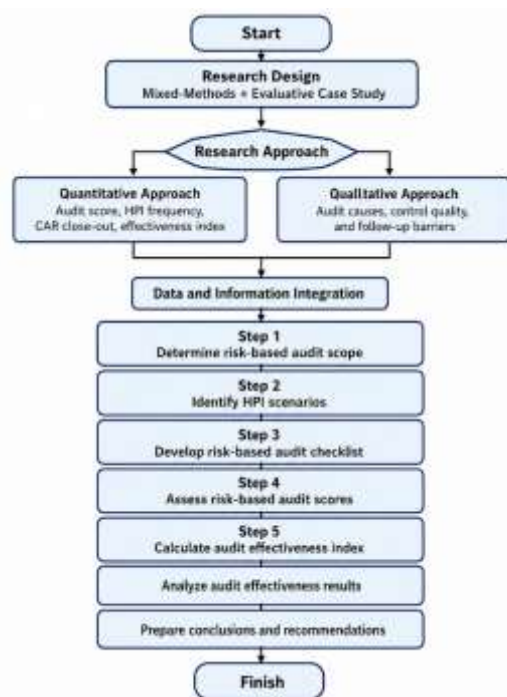 Start
Research Design
Mixed-Methods + Evaluative Case Study
Research Approach
Quantitative Approach
Audit score, HPI frequency,
CAR close-out, effectiveness index
Qualitative Approach
Audit causes, control quality,
and follow-up barriers
Data and Information Integration
Step 1
Determine risk-based audit scope
Step 2
Identify HPI scenarios
Step 3
Develop risk-based audit checklist
Step 4
Assess risk-based audit scores
Step 5
Calculate audit effectiveness index
Analyze audit effectiveness results
Prepare conclusions and recommendations
Finish